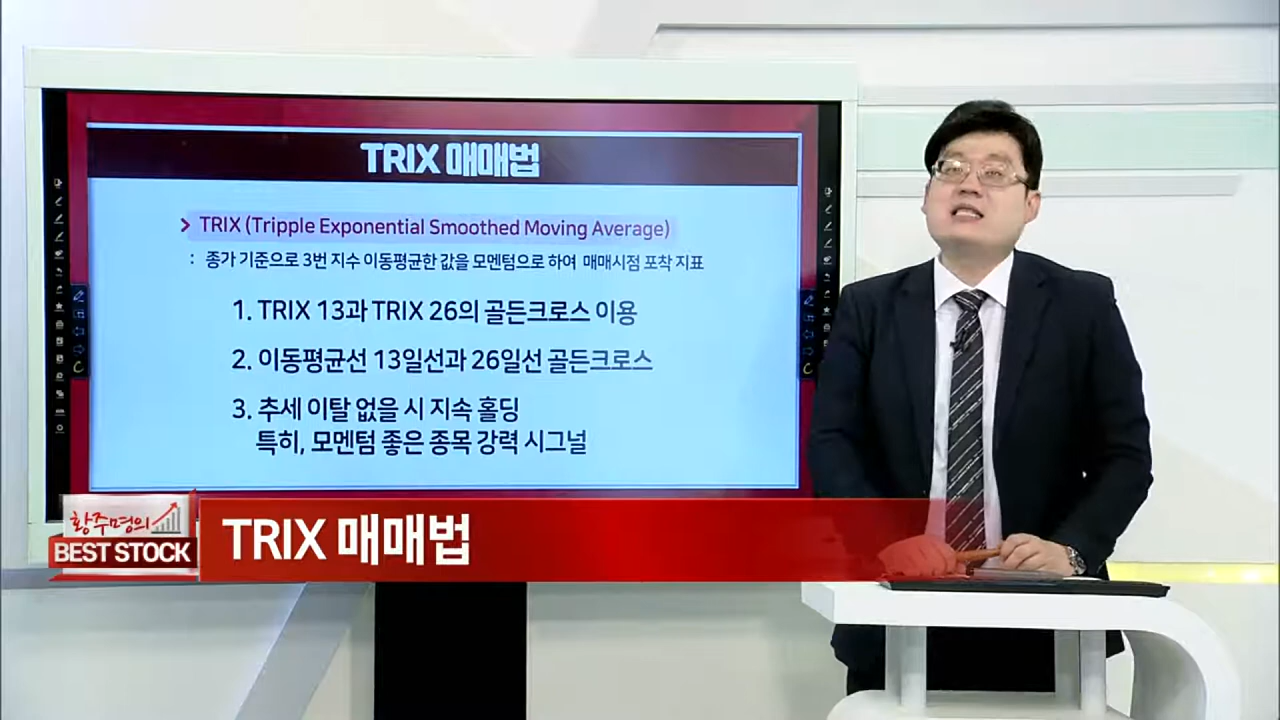 TRIX 매매법
TRIX (Tripple Exponential Smoothed Moving Average)
: 종가 기준으로 3번 지수 이동평균한 값을 모멘텀으로 하여 매매시점 포착 지표
1. TRIX 13과 TRIX 26의 골든크로스 이용
2. 이동평균선 13일선과 26일선 골든크로스
3. 추세 이탈 없을 시 지속 홀딩
특히, 모멘텀 좋은 종목 강력 시그널
황주명의
BEST STOCK
TRIX 매매법